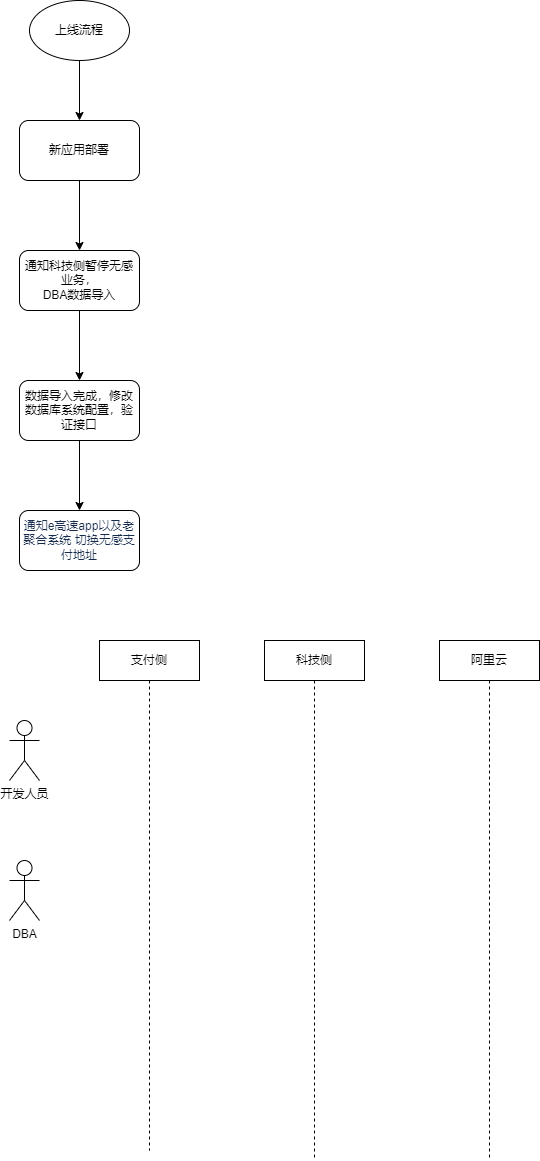 上线流程
新应用部署
通知科技侧暂停无感
业务，
DBA数据导入
数据导入完成，修改
数据库系统配置，验
证接口
通知e高速app以及老
聚合系统 切换无感支
付地址
支付侧
科技侧
阿里云
开发人员
DBA